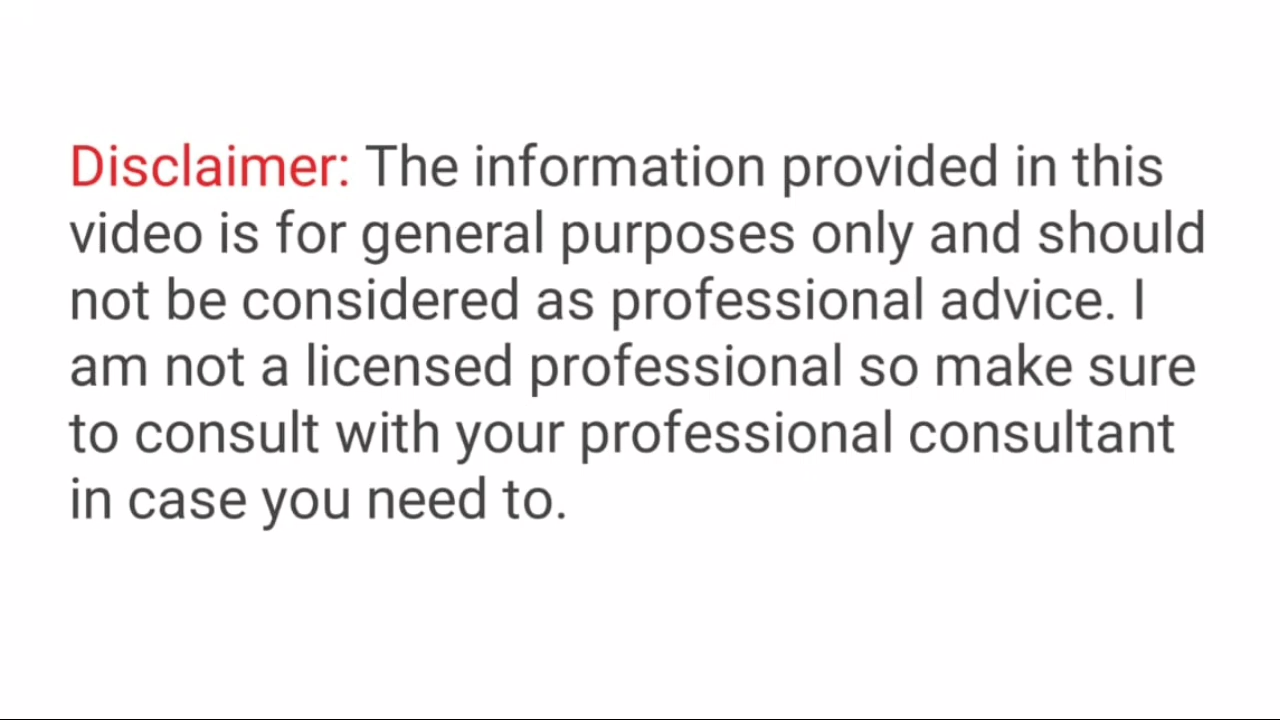 Disclaimer: The information provided in this
video is for general purposes only and should
not be considered as professional advice. I
am not a licensed professional so make sure
to consult with your professional consultant
in case you need to.